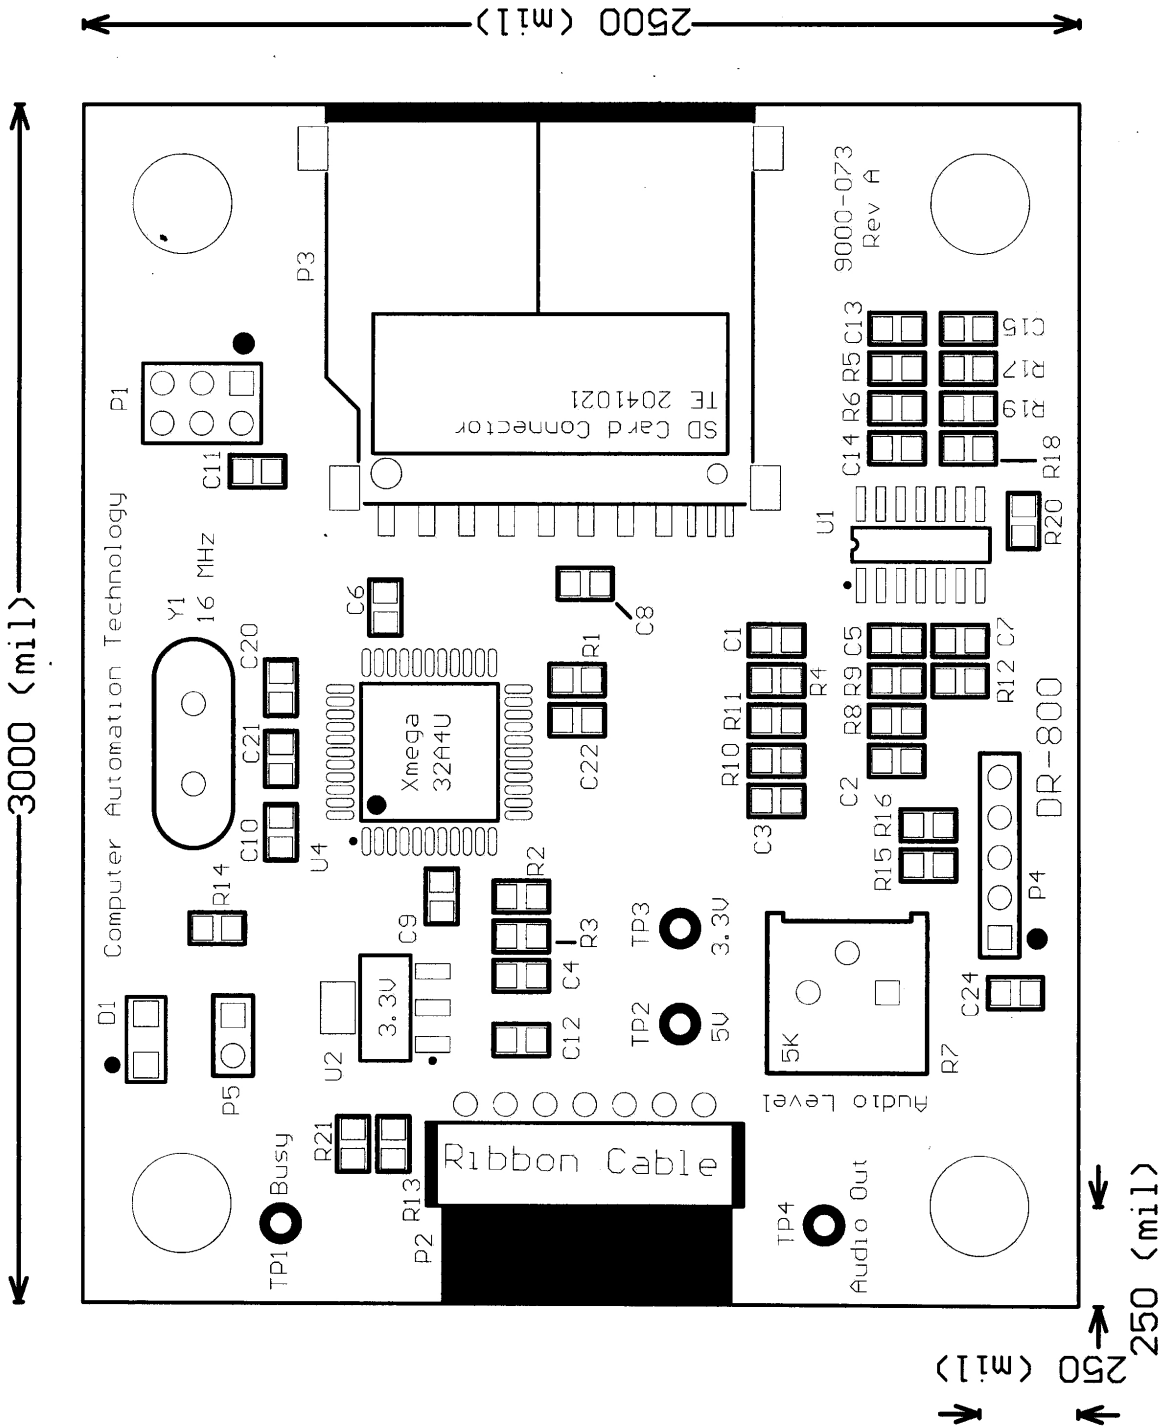 2500 (mil)
3000 (mil)
P3
9000-073
Rev A
P1
C13
C15
R5
R17
R6
R19
C14
R18
SD Card Connector
TE 2041021
C11
Computer Automation Technology
Y1
16 MHz
U1
R20
C6
C8
C20
R1
C1
C5
C7
R4
R9
R12
C21
Xmega
32A4U
C22
R11
R8
R10
C2
DR-800
C10
U4
C3
R16
R15
R14
R2
C9
R3
TP3
3.3V
P4
C4
D1
U2
3.3V
C12
TP2
5V
5K
R7
C24
P5
Audio Level
R21
R13
Ribbon Cable
Busy
TP1
P2
TP4
Audio Out
250 (mil)
250 (mil)